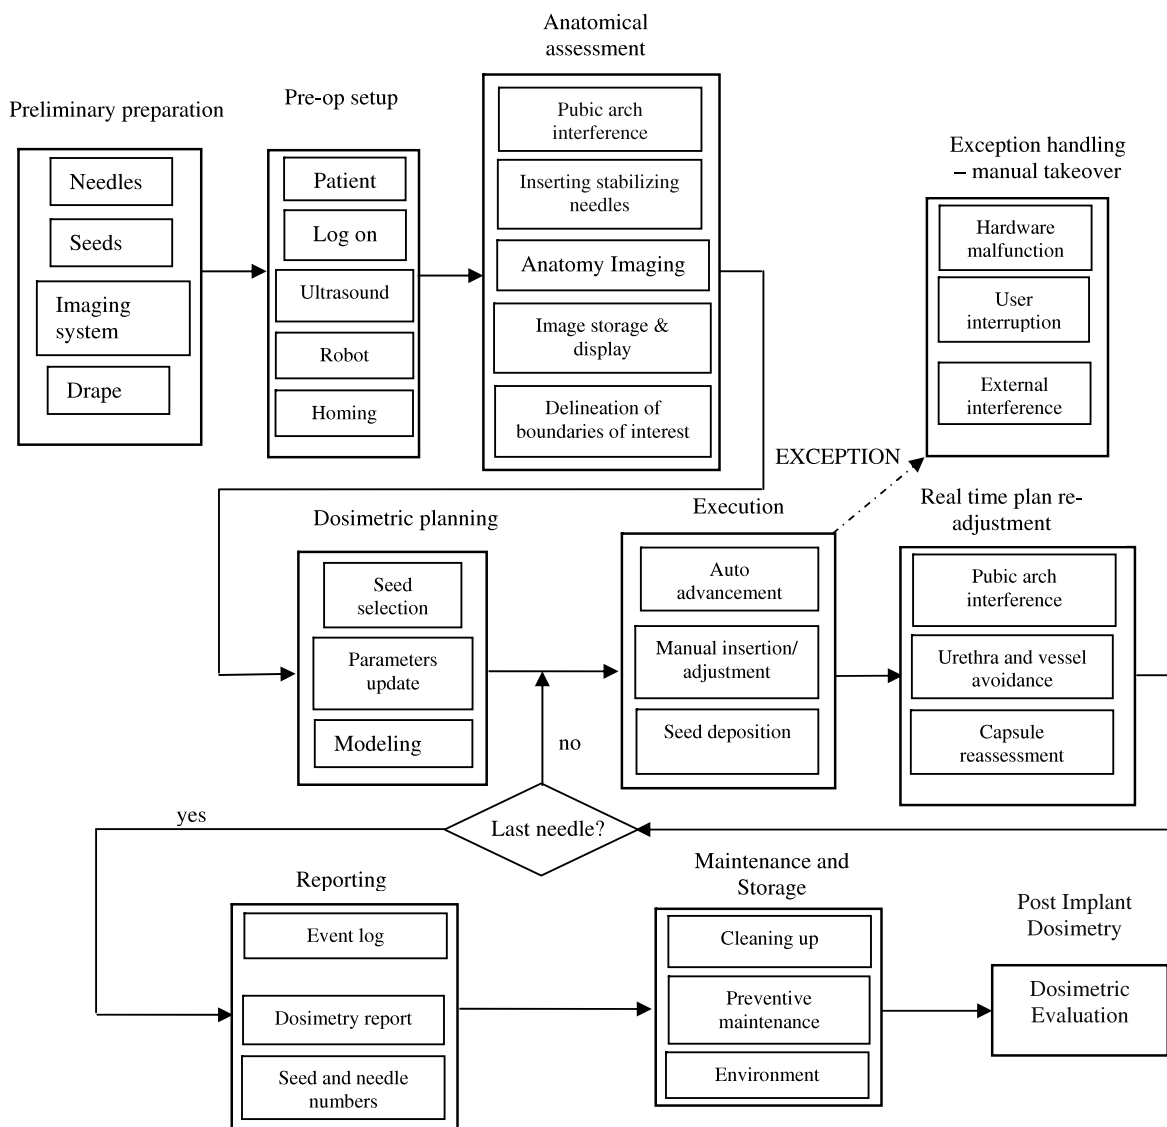 Preliminary preparation
Needles
Seeds
Imaging
system
Drape
Pre-op setup
Patient
Log on
Ultrasound
Robot
Homing
Anatomical
assessment
Pubic arch
interference
Inserting stabilizing
needles
Anatomy Imaging
Image storage &
display
Delineation of
boundaries of interest
Exception handling
– manual takeover
Hardware
malfunction
User
interruption
External
interference
EXCEPTION
Dosimetric planning
Seed
selection
Parameters
update
Modeling
Execution
Auto
advancement
Manual insertion/
adjustment
Seed deposition
Real time plan re-
adjustment
Pubic arch
interference
Urethra and vessel
avoidance
Capsule
reassessment
no
yes
Last needle?
Reporting
Event log
Dosimetry report
Seed and needle
numbers
Maintenance and
Storage
Cleaning up
Preventive
maintenance
Environment
Post Implant
Dosimetry
Dosimetric
Evaluation